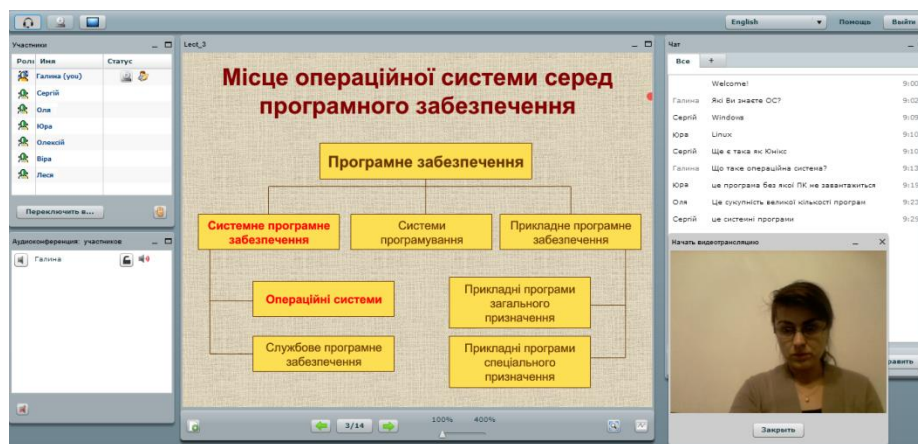 English
Помощь
Выйти
Участники
Роль Имя Статус
Галина (you)
Сергій
Оля
Юра
Олексій
Віра
Леся
Переключить в...
Аудиоконференция: участников
Галина
Lect_3
Місце операційної системи серед
програмного забезпечення
Програмне забезпечення
Системне програмне
забезпечення
Системи
програмування
Прикладне програмне
забезпечення
Операційні системи
Службове програмне
забезпечення
Прикладні програми
загального
призначення
Прикладні програми
спеціального
призначення
3/14
100% 400%
Чат
Все +
Welcome! 9:00
Галина Які Ви знаєте ОС? 9:02
Сергій Windows 9:09
Юра Linux 9:10
Сергій Ще є така як Юнікс 9:10
Галина Що таке операційна система? 9:13
Юра це програма без якої ПК не завантажиться 9:19
Оля Це сукупність великої кількості програм 9:23
Сергій це системні програми 9:29
Начать видеотрансляцию
Закрыть